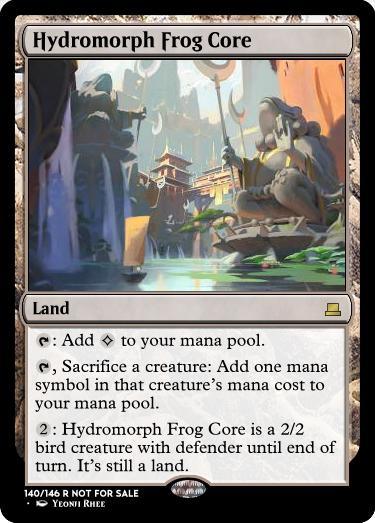 Hydromorph Frog Core
Land
: Add to your mana pool.
, Sacrifice a creature: Add one mana
symbol in that creature's mana cost to
your mana pool.
2: Hydromorph Frog Core is a 2/2
bird creature with defender until end of
turn. It's still a land.
140/146 R NOT FOR SALE
· Yeonji Rhee